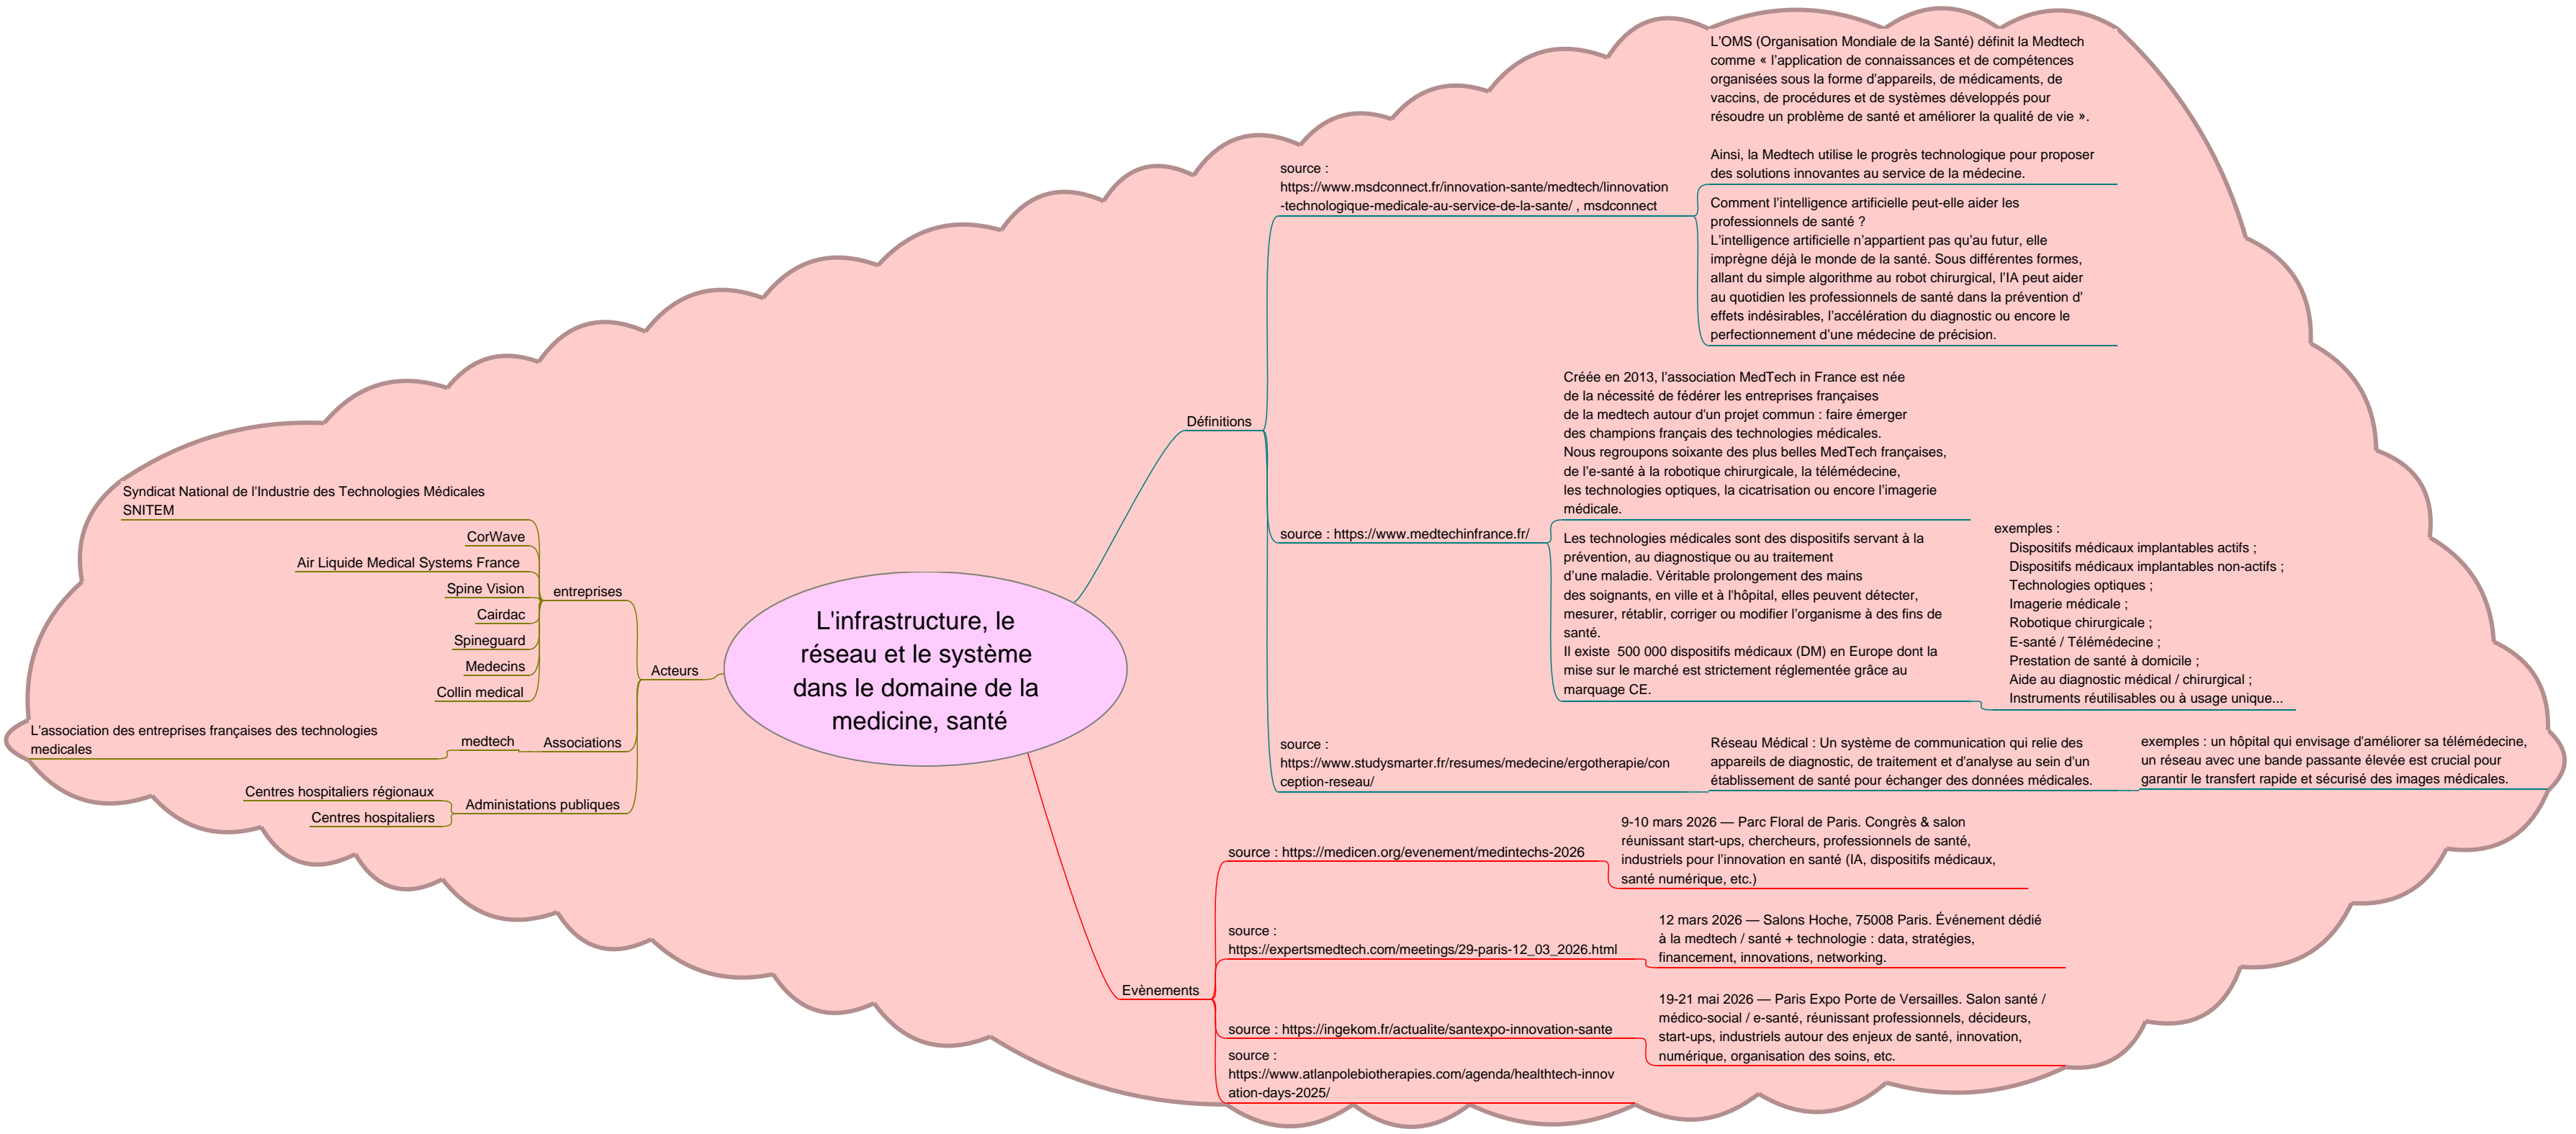 L'infrastructure, le
réseau et le système
dans le domaine de la
medicine, santé
Définitions
source :
https://www.msdconnect.fr/innovation-sante/medtech/linnovation
-technologique-medicale-au-service-de-la-sante/ , msdconnect
L'OMS (Organisation Mondiale de la Santé) définit la Medtech
comme « l'application de connaissances et de compétences
organisées sous la forme d'appareils, de médicaments, de
vaccins, de procédures et de systèmes développés pour
résoudre un problème de santé et améliorer la qualité de vie ».
Ainsi, la Medtech utilise le progrès technologique pour proposer
des solutions innovantes au service de la médecine.
Comment l'intelligence artificielle peut-elle aider les
professionnels de santé ?
L'intelligence artificielle n'appartient pas qu'au futur, elle
imprègne déjà le monde de la santé. Sous différentes formes,
allant du simple algorithme au robot chirurgical, l'IA peut aider
au quotidien les professionnels de santé dans la prévention d'
effets indésirables, l'accélération du diagnostic ou encore le
perfectionnement d'une médecine de précision.
source : https://www.medtechinfrance.fr/
Créée en 2013, l'association MedTech in France est née
de la nécessité de fédérer les entreprises françaises
de la medtech autour d'un projet commun : faire émerger
des champions français des technologies médicales.
Nous regroupons soixante des plus belles MedTech françaises,
de l'e-santé à la robotique chirurgicale, la télémédecine,
les technologies optiques, la cicatrisation ou encore l'imagerie
médicale.
Les technologies médicales sont des dispositifs servant à la
prévention, au diagnostique ou au traitement
d'une maladie. Véritable prolongement des mains
des soignants, en ville et à l'hôpital, elles peuvent détecter,
mesurer, rétablir, corriger ou modifier l'organisme à des fins de
santé.
Il existe  500 000 dispositifs médicaux (DM) en Europe dont la
mise sur le marché est strictement réglementée grâce au
marquage CE.
exemples :
Dispositifs médicaux implantables actifs ;
Dispositifs médicaux implantables non-actifs ;
Technologies optiques ;
Imagerie médicale ;
Robotique chirurgicale ;
E-santé / Télémédecine ;
Prestation de santé à domicile ;
Aide au diagnostic médical / chirurgical ;
Instruments réutilisables ou à usage unique...
source :
https://www.studysmarter.fr/resumes/medecine/ergotherapie/con
ception-reseau/
Réseau Médical : Un système de communication qui relie des
appareils de diagnostic, de traitement et d'analyse au sein d'un
établissement de santé pour échanger des données médicales.
exemples : un hôpital qui envisage d'améliorer sa télémédecine,
un réseau avec une bande passante élevée est crucial pour
garantir le transfert rapide et sécurisé des images médicales.
Evènements
source : https://medicen.org/evenement/medintechs-2026
9-10 mars 2026 — Parc Floral de Paris. Congrès & salon
réunissant start-ups, chercheurs, professionnels de santé,
industriels pour l'innovation en santé (IA, dispositifs médicaux,
santé numérique, etc.)
source :
https://expertsmedtech.com/meetings/29-paris-12_03_2026.html
12 mars 2026 — Salons Hoche, 75008 Paris. Événement dédié
à la medtech / santé + technologie : data, stratégies,
financement, innovations, networking.
source : https://ingekom.fr/actualite/santexpo-innovation-sante
19-21 mai 2026 — Paris Expo Porte de Versailles. Salon santé /
médico-social / e-santé, réunissant professionnels, décideurs,
start-ups, industriels autour des enjeux de santé, innovation,
numérique, organisation des soins, etc.
source :
https://www.atlanpolebiotherapies.com/agenda/healthtech-innov
ation-days-2025/
Acteurs
entreprises
Syndicat National de l'Industrie des Technologies Médicales
SNITEM
CorWave
Air Liquide Medical Systems France
Spine Vision
Cairdac
Spineguard
Medecins
Collin medical
Associations
medtech
L'association des entreprises françaises des technologies
medicales
Administations publiques
Centres hospitaliers régionaux
Centres hospitaliers